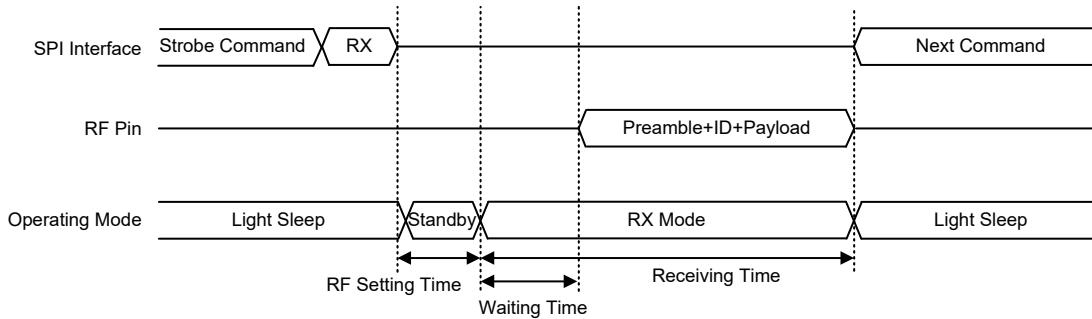 SPI Interface Strobe Command RX Next Command
RF Pin Preamble+ID+Payload
Operating Mode Light Sleep Standby RX Mode Light Sleep
RF Setting Time Receiving Time
Waiting Time